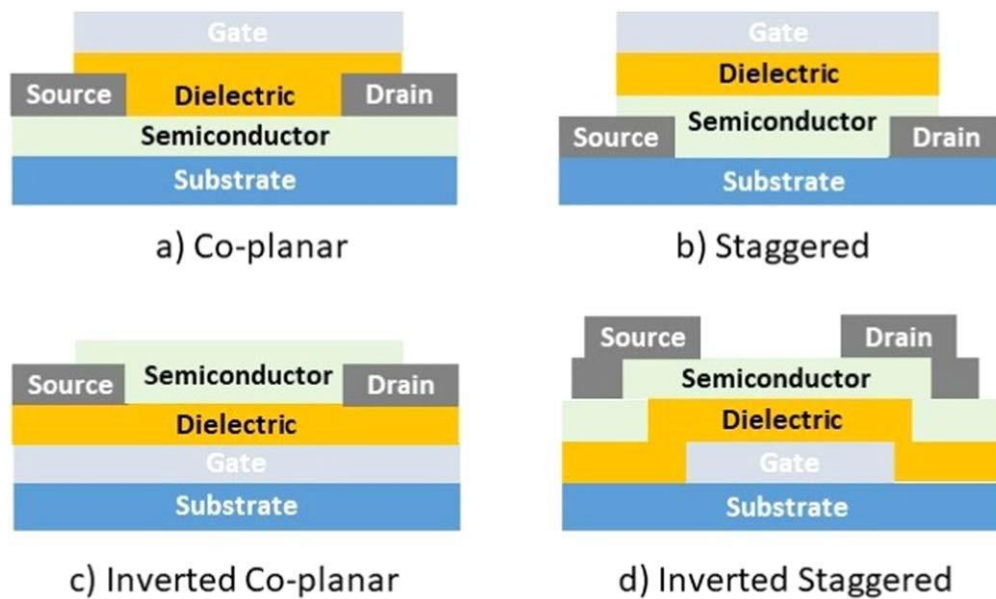 Gate
Source Dielectric Drain
Semiconductor
Substrate
a) Co-planar
Gate
Dielectric
Semiconductor
Source Drain
Substrate
b) Staggered
Semiconductor
Source Drain
Dielectric
Gate
Substrate
c) Inverted Co-planar
Source Drain
Semiconductor
Dielectric
Gate
Substrate
d) Inverted Staggered